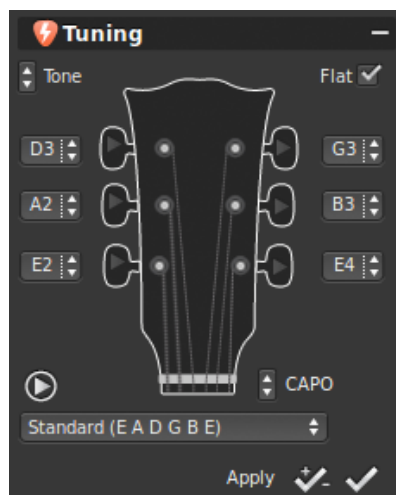 Tuning
Tone Flat
D3 G3
A2 B3
E2 E4
CAPO
Standard (E A D G B E)
Apply